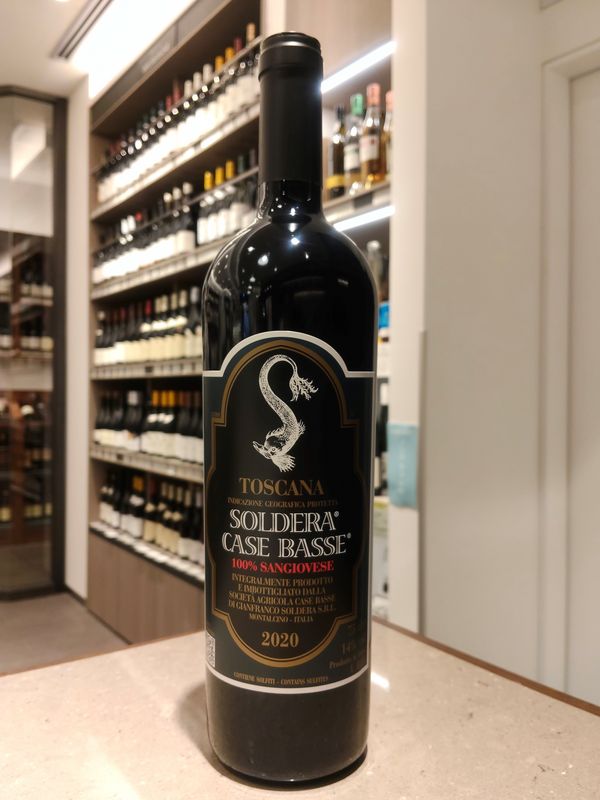 TOSCANA
INDICAZIONE GEOGRAFICA PROTETTA
SOLDERA®
CASE BASSE®
100% SANGIOVESE
INTEGRALMENTE PRODOTTO
E IMBOTTIGLIATO DALLA
SOCIETÀ AGRICOLA CASE BASSE
DI GIANFRANCO SOLDERA S.R.L.
MONTALCINO - ITALIA
2020
14%
CONTIENE SOLFITI - CONTAINS SULFITES